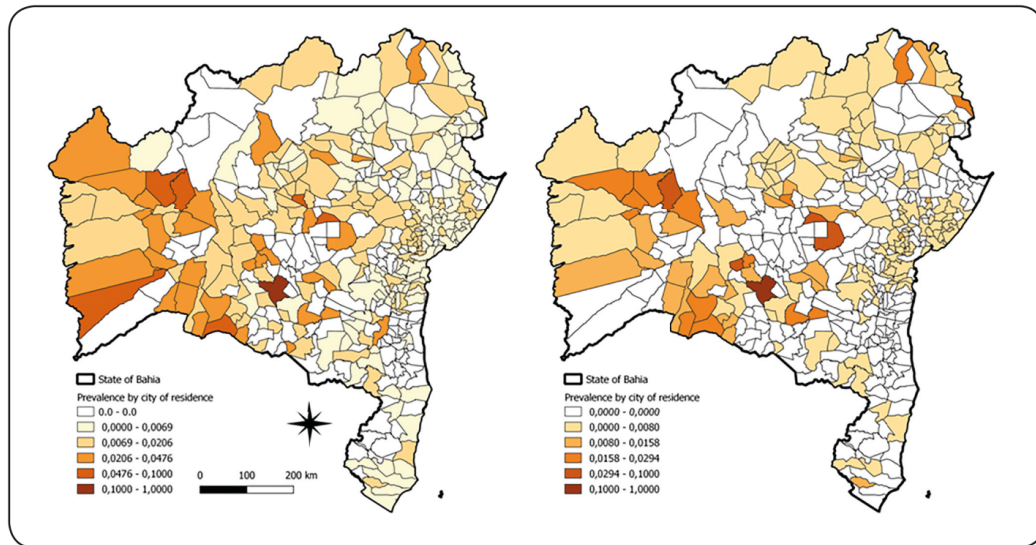 State of Bahia
Prevalence by city of residence
0.0 - 0.0
0,0000 - 0,0069
0,0069 - 0,0206
0,0206 - 0,0476
0,0476 - 0,1000
0,1000 - 1,0000
0 100 200 km
State of Bahia
Prevalence by city of residence
0,0000 - 0,0000
0,0000 - 0,0080
0,0080 - 0,0158
0,0158 - 0,0294
0,0294 - 0,1000
0,1000 - 1,0000